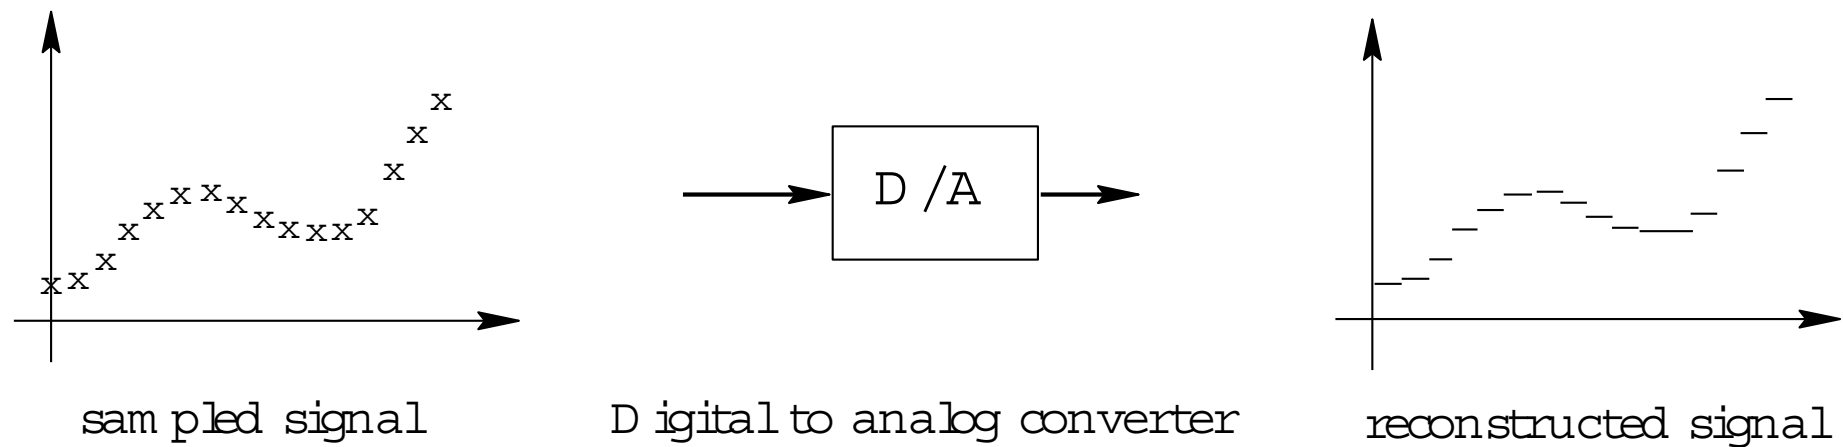 x x x x x x x x x x x x x x x x
D/A
sampled signal
Digital to analog converter
reconstructed signal